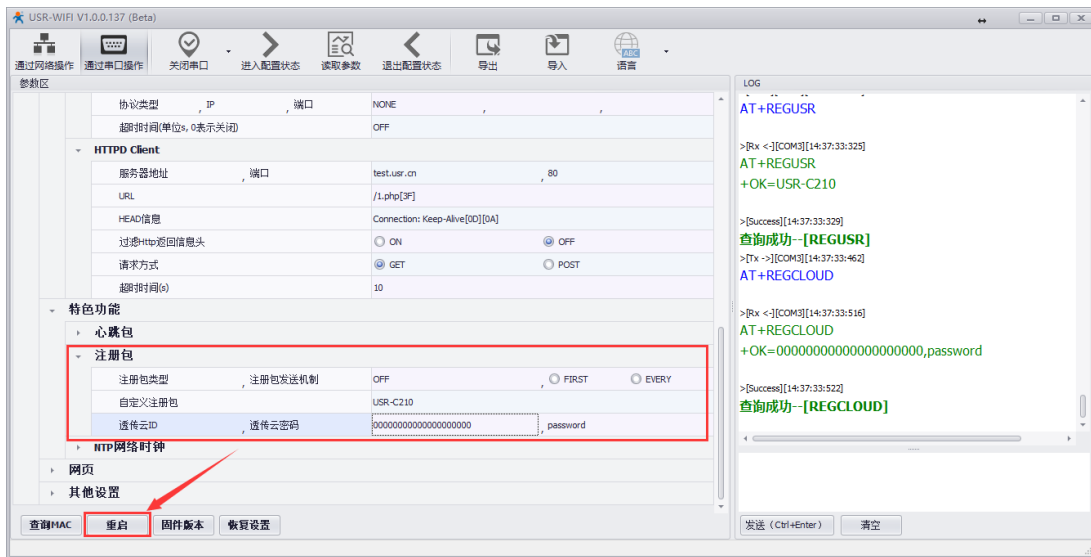 USR-WIFI V1.0.0.137 (Beta)
通过网络操作 通过串口操作 关闭串口 进入配置状态 读取参数 退出配置状态 导出 导入 语言
参数区
协议类型 , IP , 端口 NONE , ,
超时时间(单位s, 0表示关闭) OFF
HTTPD Client
服务器地址 , 端口 test.usr.cn , 80
URL /1.php[3F]
HEAD信息 Connection: Keep-Alive[0D][0A]
过滤Http返回信息头 ON OFF
请求方式 GET POST
超时时间(s) 10
特色功能
心跳包
注册包
注册包类型 , 注册包发送机制 OFF , FIRST EVERY
自定义注册包 USR-C210
透传云ID , 透传云密码 00000000000000000000 , password
NTP网络时钟
网页
其他设置
查询MAC 重启 固件版本 恢复设置
LOG
AT+REGUSR
>[Rx <-][COM3][14:37:33:325]
AT+REGUSR
+OK=USR-C210
>[Success][14:37:33:329]
查询成功--[REGUSR]
>[Tx ->][COM3][14:37:33:462]
AT+REGCLOUD
>[Rx <-][COM3][14:37:33:516]
AT+REGCLOUD
+OK=00000000000000000000,password
>[Success][14:37:33:522]
查询成功--[REGCLOUD]
发送（Ctrl+Enter） 清空